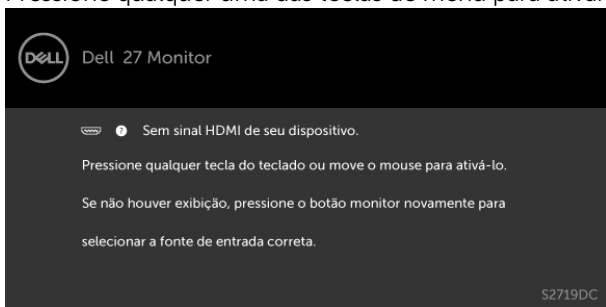 Pressione qualquer uma das teclas do menu para ativar
DELL
Dell 27 Monitor
? Sem sinal HDMI de seu dispositivo.
Pressione qualquer tecla do teclado ou move o mouse para ativá-lo.
Se não houver exibição, pressione o botão monitor novamente para
selecionar a fonte de entrada correta.
S2719DC